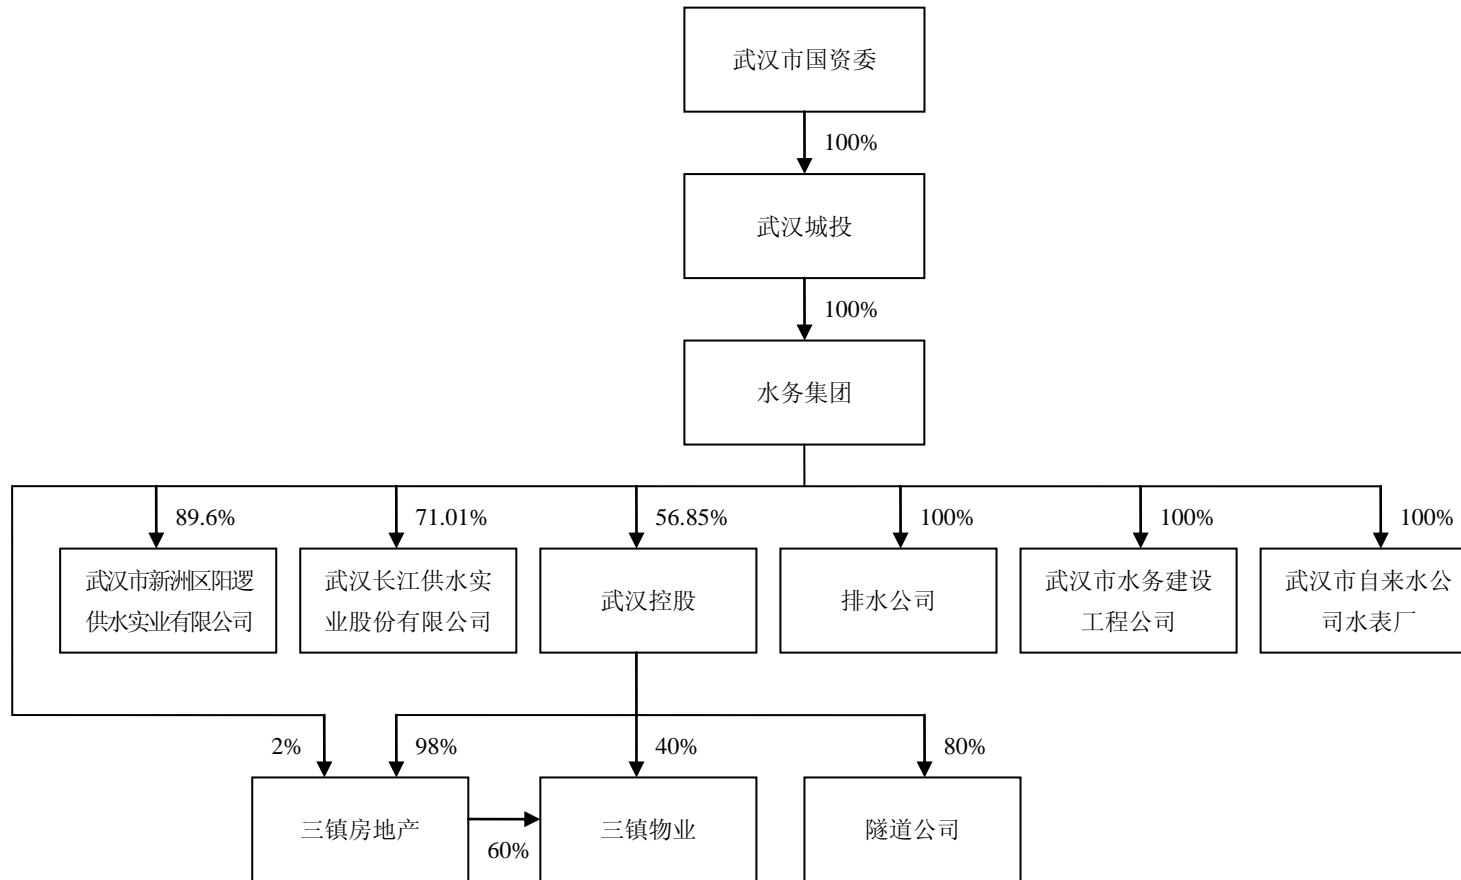 武汉市国资委
100%
武汉城投
100%
水务集团
89.6%
71.01%
56.85%
100%
100%
100%
武汉市新洲区阳逻
供水实业有限公司
武汉长江供水实
业股份有限公司
武汉控股
排水公司
武汉市水务建设
工程公司
武汉市自来水公
司水表厂
2%
98%
40%
80%
三镇房地产
60%
三镇物业
隧道公司